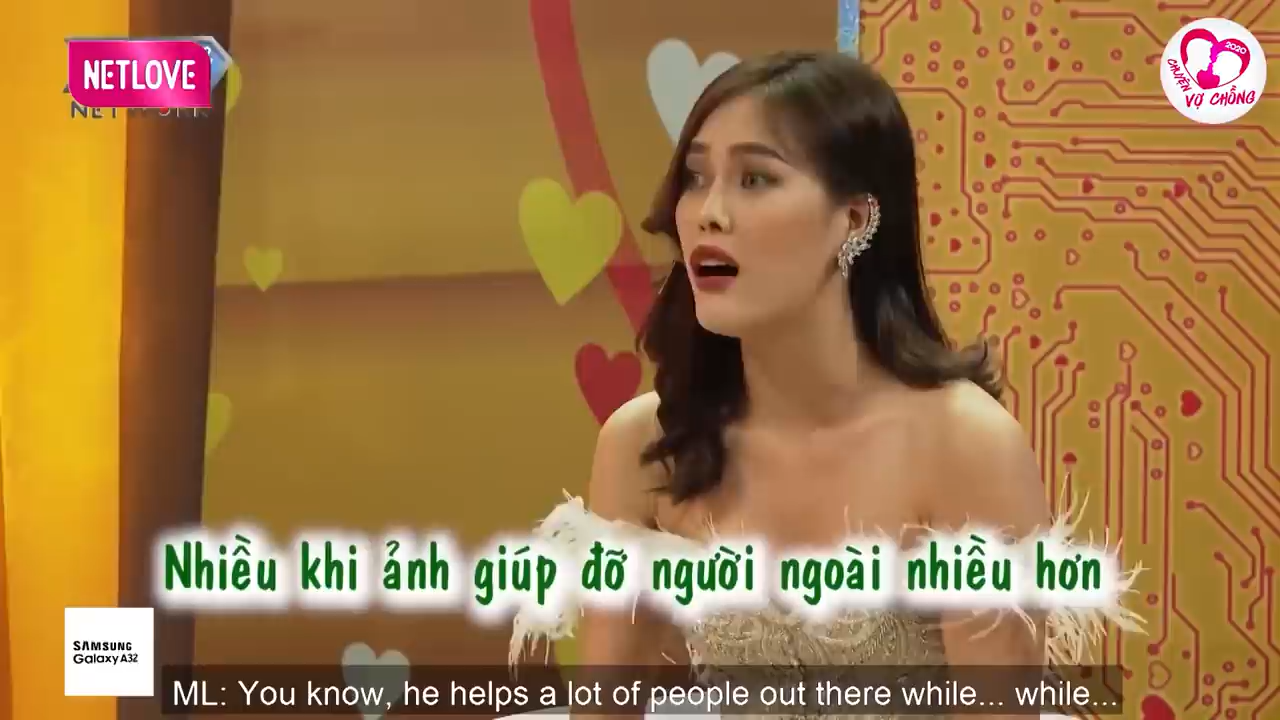 NETLOVE
NETWORK
2020
CHUYỆN
VỢ CHỒNG
Nhiều khi ảnh giúp đỡ người ngoài nhiều hơn
SAMSUNG
Galaxy A32
ML: You know, he helps a lot of people out there while... while...